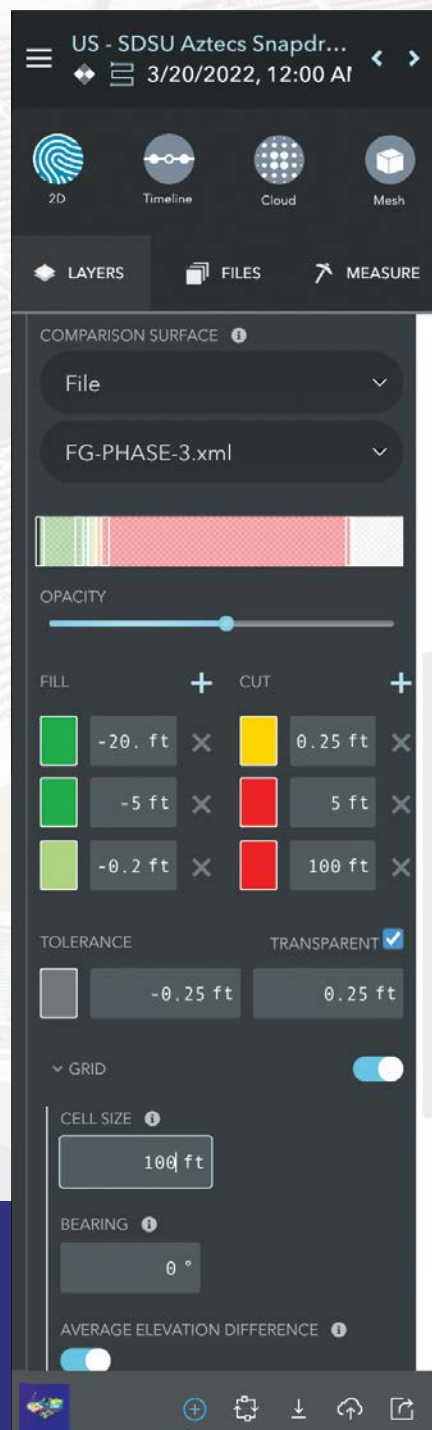 US - SDSU Aztecs Snapdr...
3/20/2022, 12:00 AM
2D Timeline Cloud Mesh
LAYERS FILES MEASURE
COMPARISON SURFACE
File
FG-PHASE-3.xml
OPACITY
FILL CUT
-20. ft 0.25 ft
-5 ft 5 ft
-0.2 ft 100 ft
TOLERANCE TRANSPARENT
-0.25 ft 0.25 ft
GRID
CELL SIZE
100 ft
BEARING
0 °
AVERAGE ELEVATION DIFFERENCE